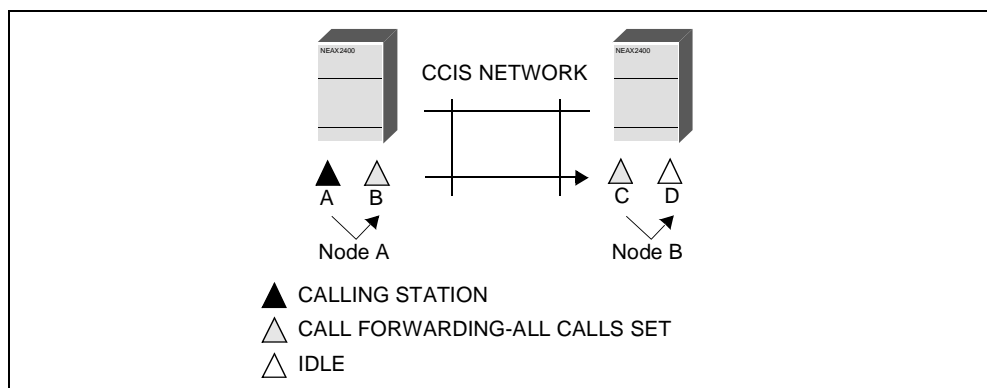 NEAX2400 NEAX2400
CCIS NETWORK
A B C D
Node A Node B
CALLING STATION
CALL FORWARDING-ALL CALLS SET
IDLE